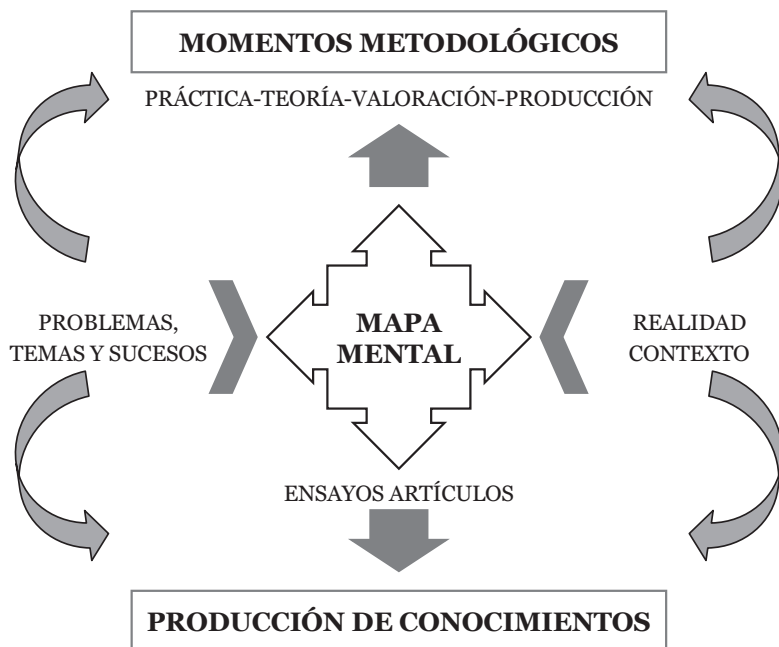 MOMENTOS METODOLÓGICOS
PRÁCTICA-TEORÍA-VALORACIÓN-PRODUCCIÓN
PROBLEMAS,
TEMAS Y SUCESOS
MAPA
MENTAL
REALIDAD
CONTEXTO
ENSAYOS ARTÍCULOS
PRODUCCIÓN DE CONOCIMIENTOS